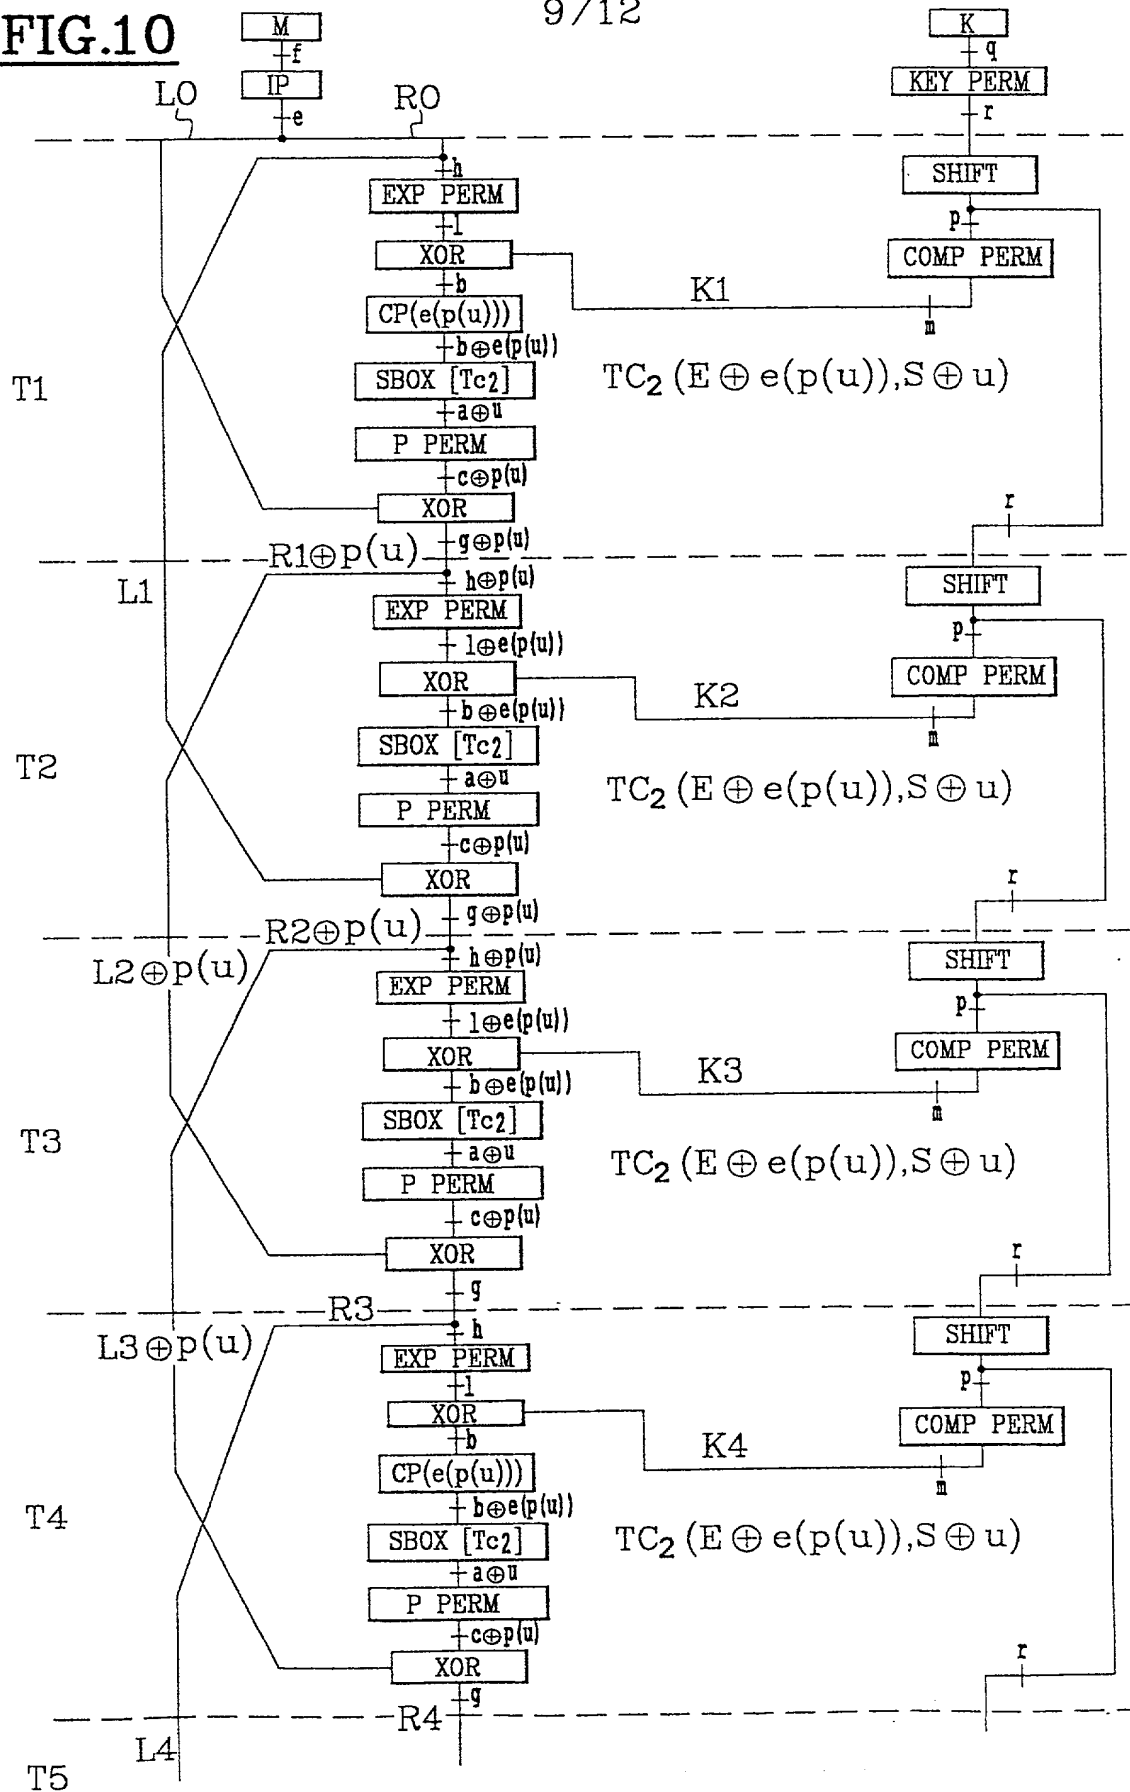 FIG.10
9/12
M
K
f
q
IP
KEY PERM
L0
R0
e
r
h
SHIFT
EXP PERM
l
p
XOR
COMP PERM
b
K1
CP(e(p(u)))
m
b⊕e(p(u))
T1
SBOX [Tc2]
TC₂ (E ⊕ e(p(u)),S ⊕ u)
a⊕u
P PERM
c⊕p(u)
XOR
r
g⊕p(u)
R1⊕p(u)
L1
h⊕p(u)
SHIFT
EXP PERM
l⊕e(p(u))
p
XOR
COMP PERM
K2
b⊕e(p(u))
m
SBOX [Tc2]
T2
a⊕u
TC₂ (E ⊕ e(p(u)),S ⊕ u)
P PERM
c⊕p(u)
XOR
r
g⊕p(u)
R2⊕p(u)
L2⊕p(u)
h⊕p(u)
SHIFT
EXP PERM
l⊕e(p(u))
p
XOR
COMP PERM
K3
b⊕e(p(u))
m
SBOX [Tc2]
T3
a⊕u
TC₂ (E ⊕ e(p(u)),S ⊕ u)
P PERM
c⊕p(u)
XOR
r
g
R3
L3⊕p(u)
h
SHIFT
EXP PERM
l
p
XOR
COMP PERM
b
K4
CP(e(p(u)))
m
b⊕e(p(u))
T4
SBOX [Tc2]
TC₂ (E ⊕ e(p(u)),S ⊕ u)
a⊕u
P PERM
c⊕p(u)
XOR
r
g
R4
L4
T5